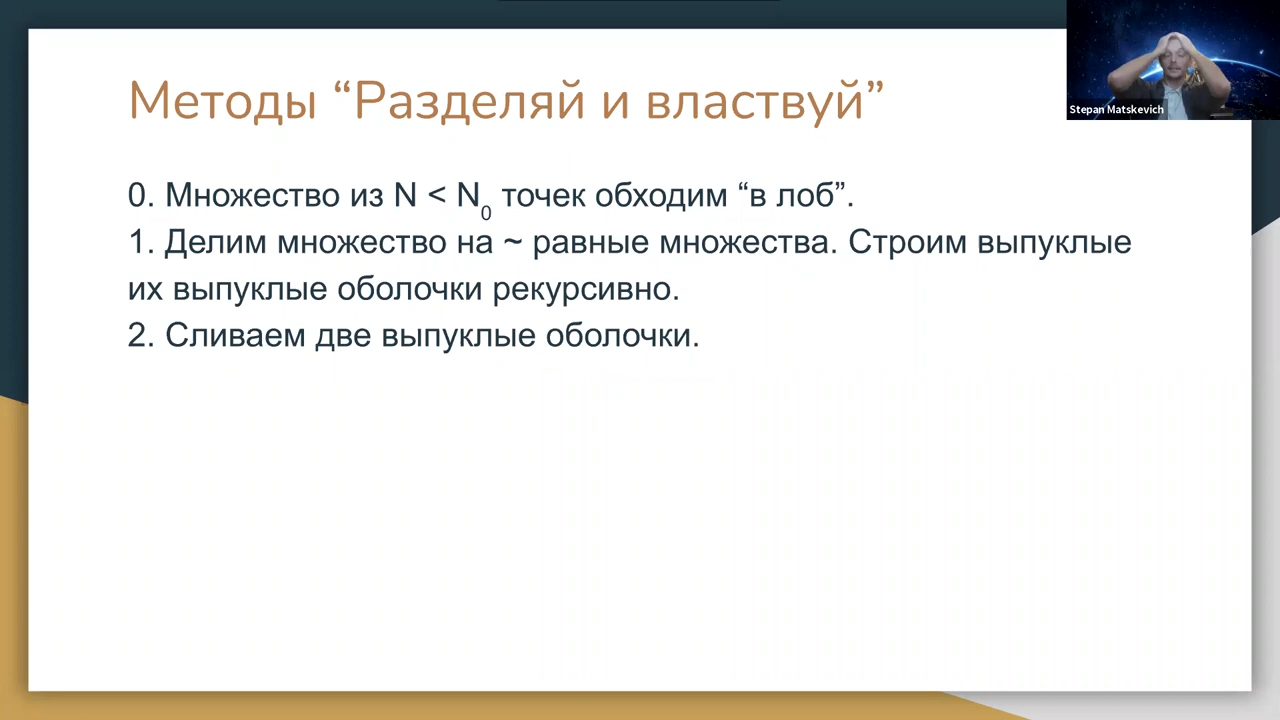 Методы “Разделяй и властвуй”
Stepan Matskevich
0. Множество из N < N₀ точек обходим “в лоб”.
1. Делим множество на ~ равные множества. Строим выпуклые
их выпуклые оболочки рекурсивно.
2. Сливаем две выпуклые оболочки.